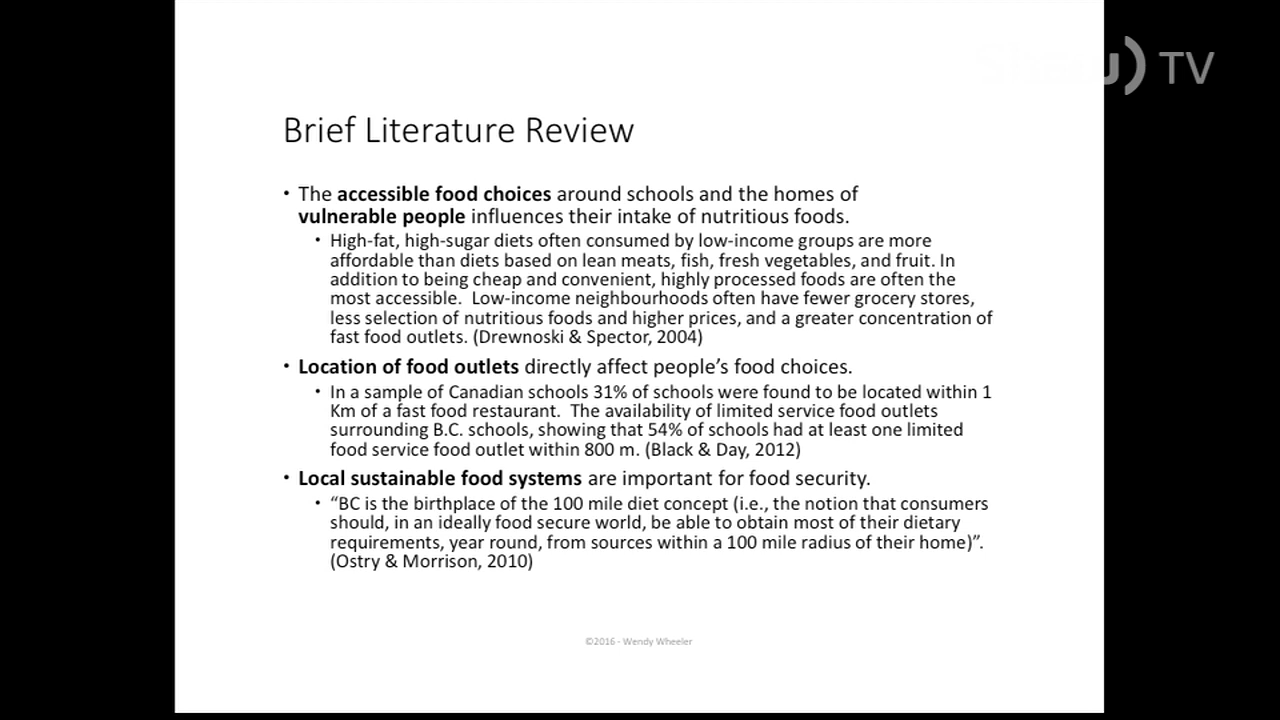 TV
Brief Literature Review
• The accessible food choices around schools and the homes of
vulnerable people influences their intake of nutritious foods.
• High-fat, high-sugar diets often consumed by low-income groups are more
affordable than diets based on lean meats, fish, fresh vegetables, and fruit. In
addition to being cheap and convenient, highly processed foods are often the
most accessible.  Low-income neighbourhoods often have fewer grocery stores,
less selection of nutritious foods and higher prices, and a greater concentration of
fast food outlets. (Drewnoski & Spector, 2004)
• Location of food outlets directly affect people’s food choices.
• In a sample of Canadian schools 31% of schools were found to be located within 1
Km of a fast food restaurant.  The availability of limited service food outlets
surrounding B.C. schools, showing that 54% of schools had at least one limited
food service food outlet within 800 m. (Black & Day, 2012)
• Local sustainable food systems are important for food security.
• “BC is the birthplace of the 100 mile diet concept (i.e., the notion that consumers
should, in an ideally food secure world, be able to obtain most of their dietary
requirements, year round, from sources within a 100 mile radius of their home)”.
(Ostry & Morrison, 2010)
©2016 - Wendy Wheeler